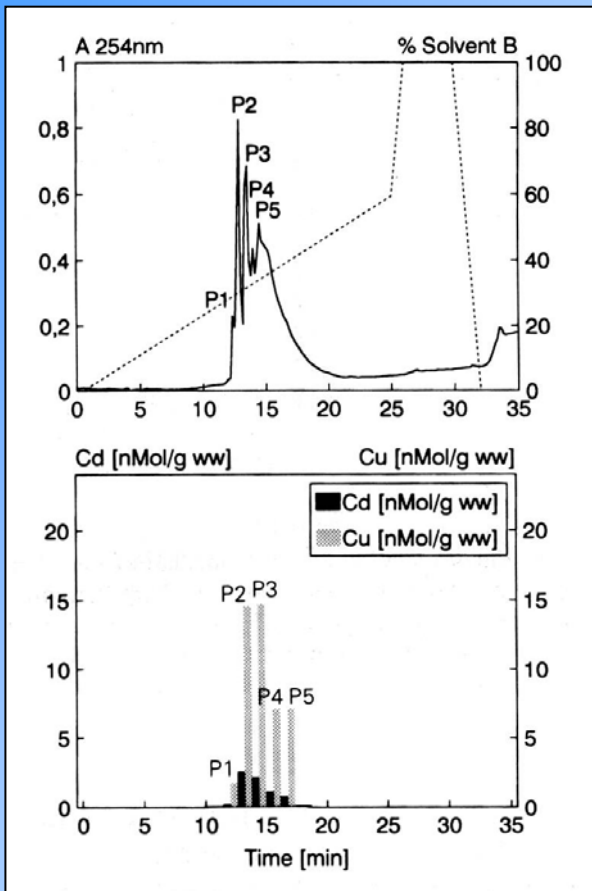 A 254nm % Solvent B
1 100
P2
0,8 80
P3
0,6 P4 60
P5
0,4 40
P1
0,2 20
0 0
0 5 10 15 20 25 30 35
Cd [nMol/g ww] Cu [nMol/g ww]
Cd [nMol/g ww]
20 20
Cu [nMol/g ww]
P2 P3
15 15
10 10
P4 P5
5 5
P1
0 0
0 5 10 15 20 25 30 35
Time [min]